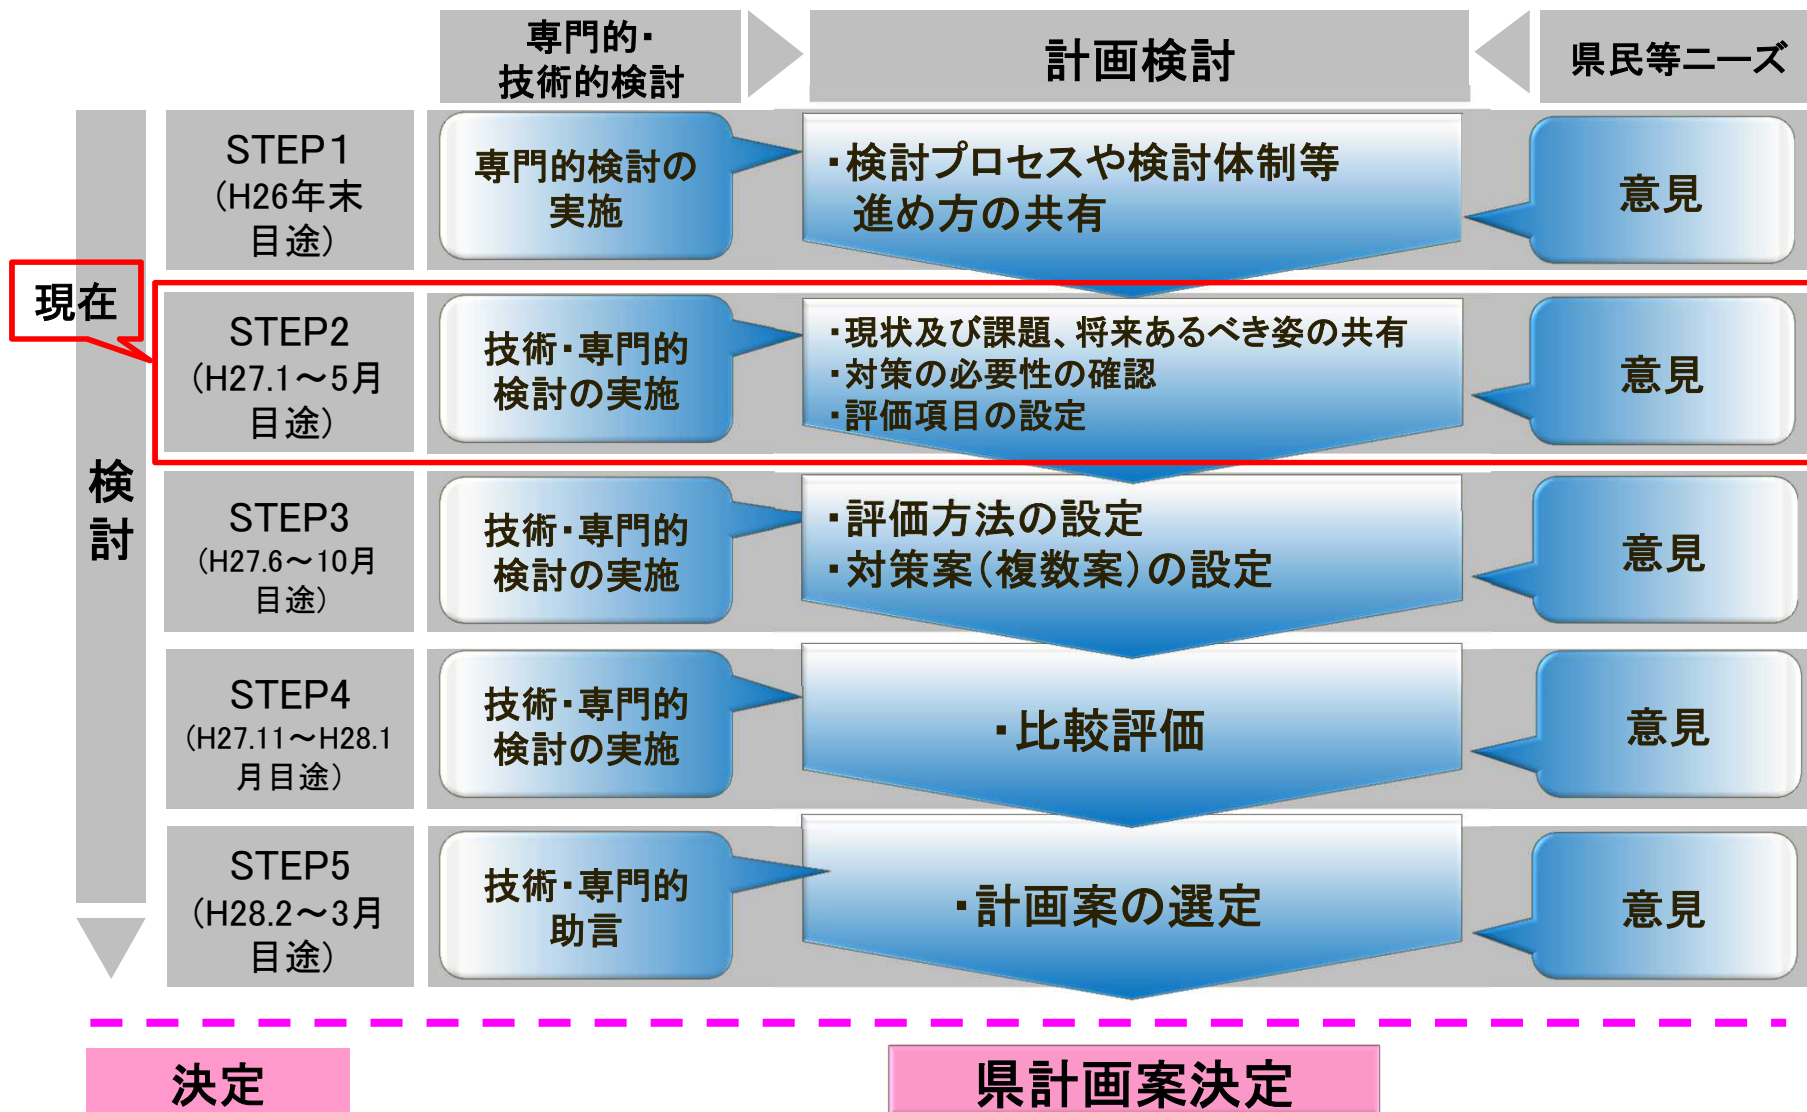 専門的・
技術的検討
計画検討
県民等ニーズ
検討
STEP1
(H26年末
目途)
専門的検討の
実施
・検討プロセスや検討体制等
進め方の共有
意見
現在
STEP2
(H27.1～5月
目途)
技術・専門的
検討の実施
・現状及び課題、将来あるべき姿の共有
・対策の必要性の確認
・評価項目の設定
意見
STEP3
(H27.6～10月
目途)
技術・専門的
検討の実施
・評価方法の設定
・対策案(複数案)の設定
意見
STEP4
(H27.11～H28.1
月目途)
技術・専門的
検討の実施
・比較評価
意見
STEP5
(H28.2～3月
目途)
技術・専門的
助言
・計画案の選定
意見
決定
県計画案決定